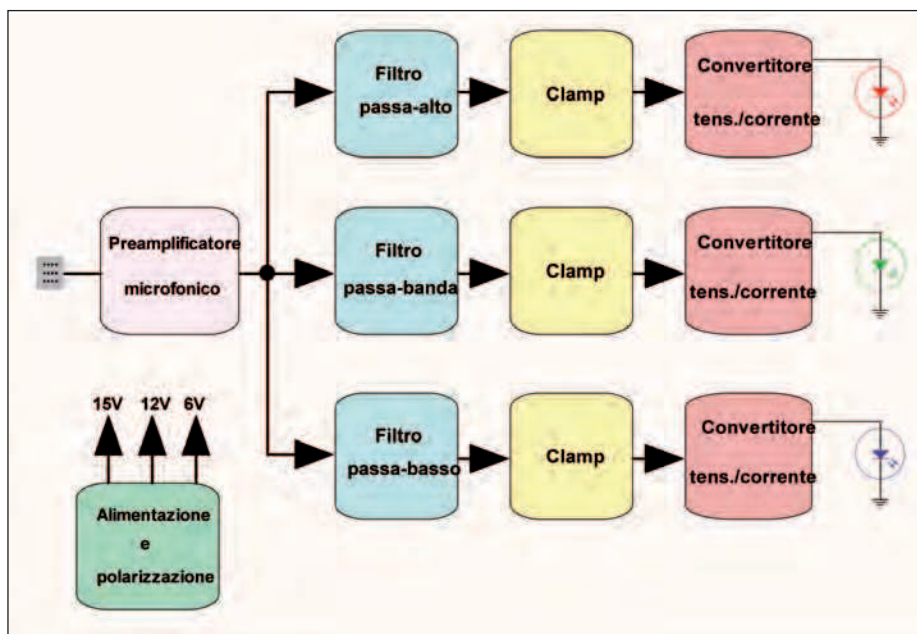 Filtro
passa-alto
Clamp
Convertitore
tens./corrente
Preamplificatore
microfonico
Filtro
passa-banda
Clamp
Convertitore
tens./corrente
15V 12V 6V
Alimentazione
e
polarizzazione
Filtro
passa-basso
Clamp
Convertitore
tens./corrente